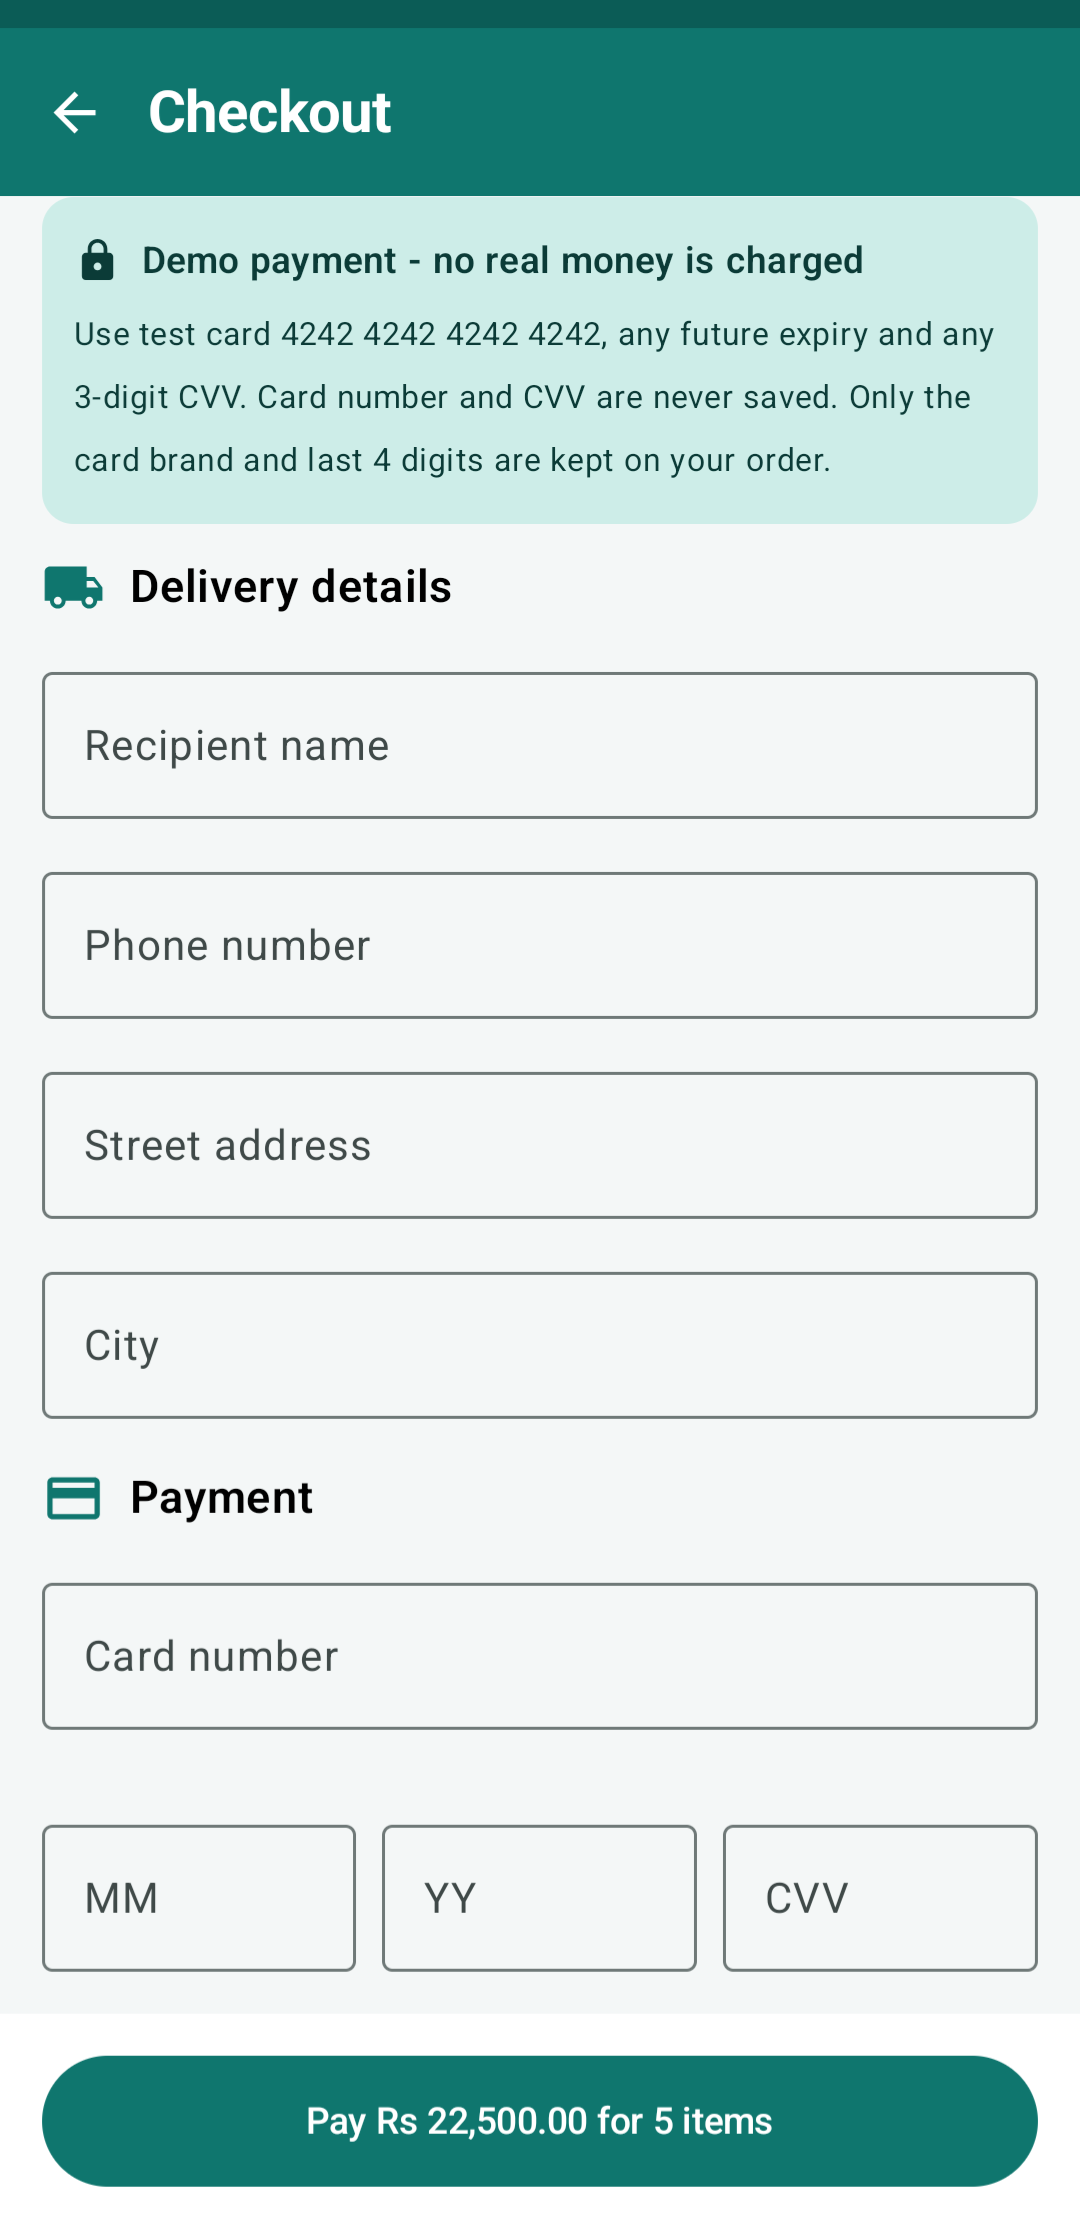 Checkout
Demo payment - no real money is charged
Use test card 4242 4242 4242 4242, any future expiry and any
3-digit CVV. Card number and CVV are never saved. Only the
card brand and last 4 digits are kept on your order.
Delivery details
Recipient name
Phone number
Street address
City
Payment
Card number
MM YY CVV
Pay Rs 22,500.00 for 5 items